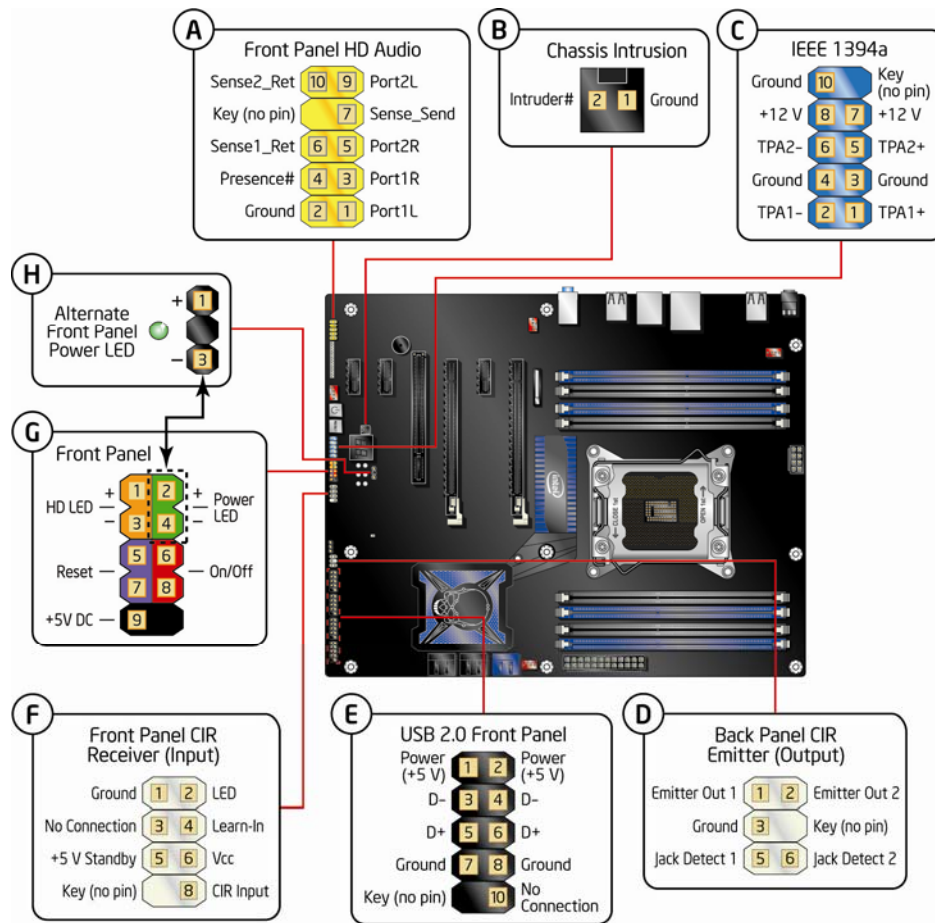 A
Front Panel HD Audio
Sense2_Ret 10 9 Port2L
Key (no pin) 7 Sense_Send
Sense1_Ret 6 5 Port2R
Presence# 4 3 Port1R
Ground 2 1 Port1L
B
Chassis Intrusion
Intruder# 2 1 Ground
C
IEEE 1394a
Ground 10 Key
(no pin)
+12 V 8 7 +12 V
TPA2- 6 5 TPA2+
Ground 4 3 Ground
TPA1- 2 1 TPA1+
H
Alternate
Front Panel
Power LED
+ 1
- 3
G
Front Panel
+ 1 2 +
HD LED Power
LED
- 3 4 -
Reset 5 6 On/Off
7 8
+5V DC 9
intel
CLOSE 1st
OPEN 1st
F
Front Panel CIR
Receiver (Input)
Ground 1 2 LED
No Connection 3 4 Learn-In
+5 V Standby 5 6 Vcc
Key (no pin) 8 CIR Input
E
USB 2.0 Front Panel
Power
(+5 V) 1 2 Power
(+5 V)
D- 3 4 D-
D+ 5 6 D+
Ground 7 8 Ground
Key (no pin) 10 No
Connection
D
Back Panel CIR
Emitter (Output)
Emitter Out 1 1 2 Emitter Out 2
Ground 3 Key (no pin)
Jack Detect 1 5 6 Jack Detect 2